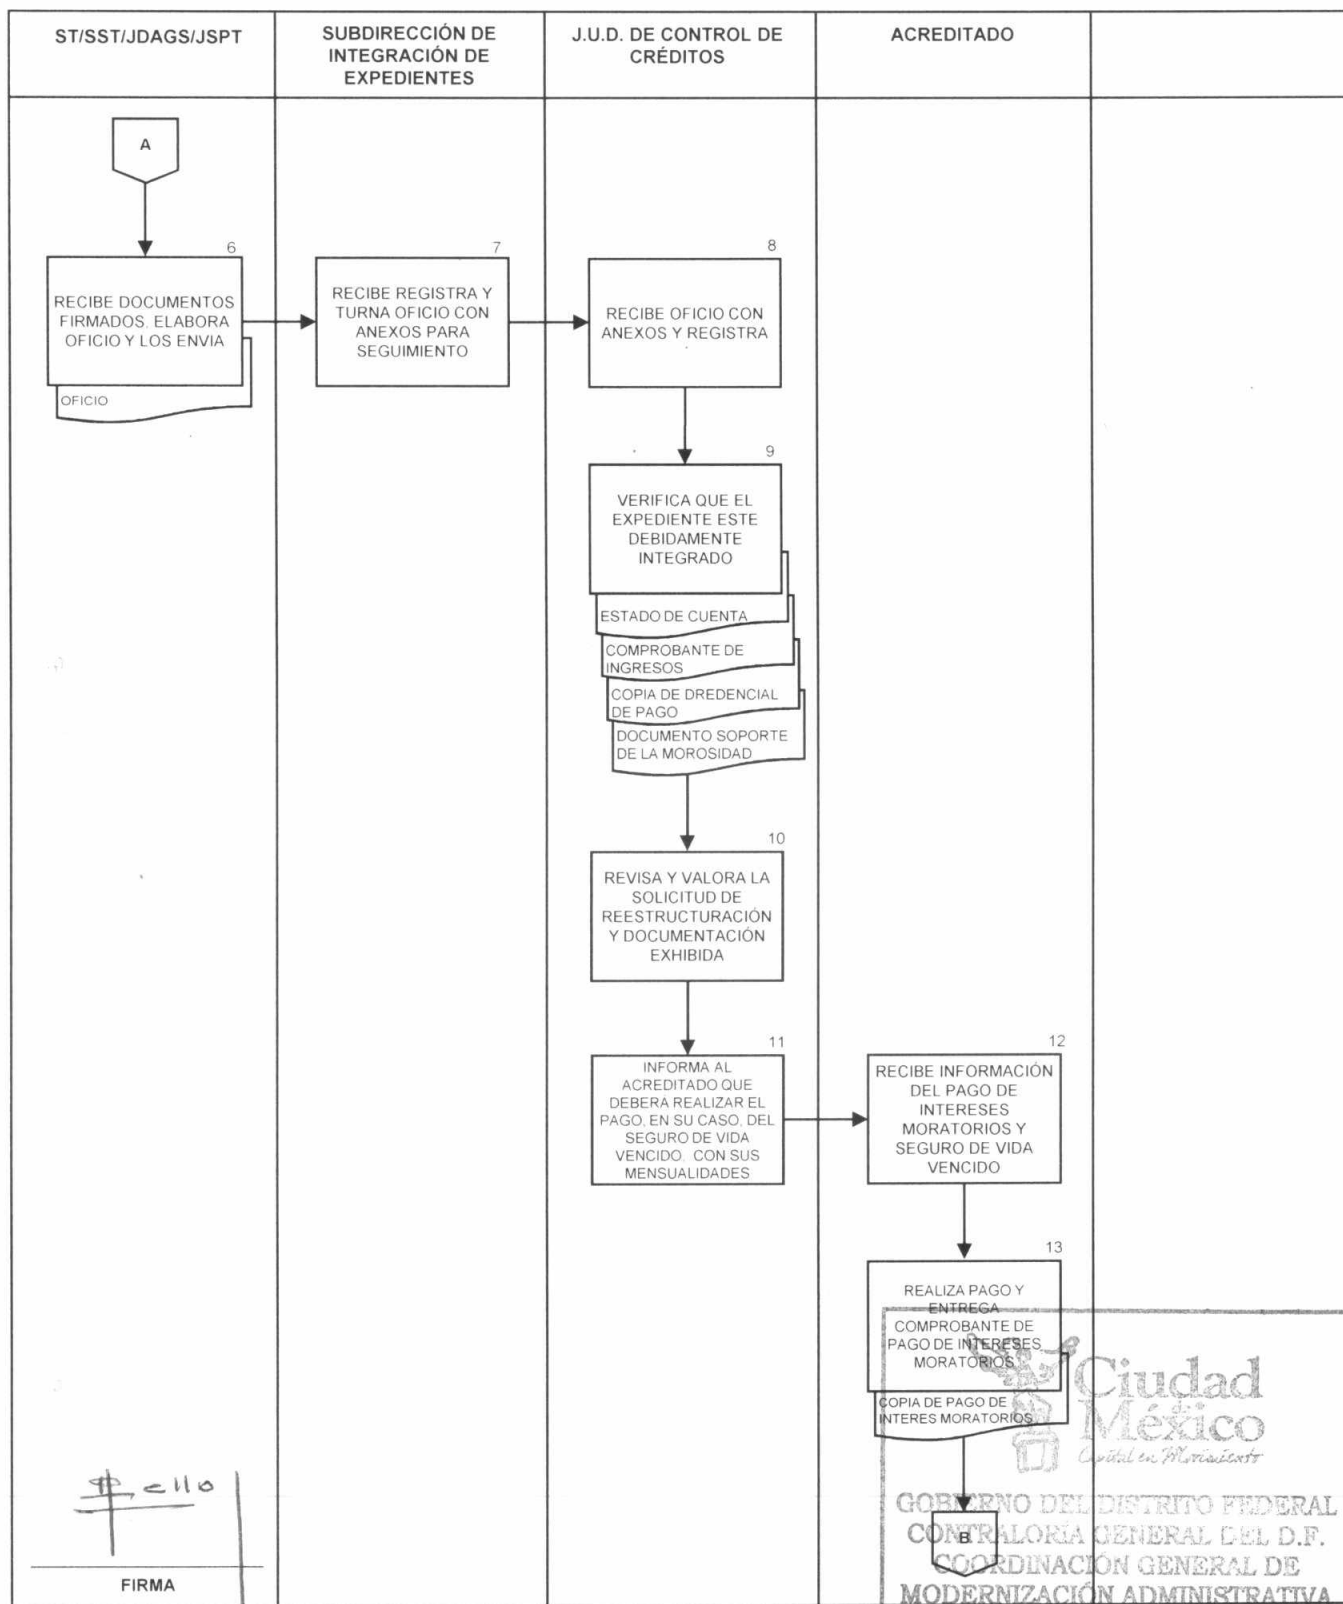 ST/SST/JDAGS/JSPT
SUBDIRECCIÓN DE
INTEGRACIÓN DE
EXPEDIENTES
J.U.D. DE CONTROL DE
CRÉDITOS
ACREDITADO
A
6
RECIBE DOCUMENTOS
FIRMADOS. ELABORA
OFICIO Y LOS ENVIA
OFICIO
7
RECIBE REGISTRA Y
TURNA OFICIO CON
ANEXOS PARA
SEGUIMIENTO
8
RECIBE OFICIO CON
ANEXOS Y REGISTRA
9
VERIFICA QUE EL
EXPEDIENTE ESTE
DEBIDAMENTE
INTEGRADO
ESTADO DE CUENTA
COMPROBANTE DE
INGRESOS
COPIA DE DREDENCIAL
DE PAGO
DOCUMENTO SOPORTE
DE LA MOROSIDAD
10
REVISA Y VALORA LA
SOLICITUD DE
REESTRUCTURACIÓN
Y DOCUMENTACIÓN
EXHIBIDA
11
INFORMA AL
ACREDITADO QUE
DEBERA REALIZAR EL
PAGO, EN SU CASO, DEL
SEGURO DE VIDA
VENCIDO. CON SUS
MENSUALIDADES
12
RECIBE INFORMACIÓN
DEL PAGO DE
INTERESES
MORATORIOS Y
SEGURO DE VIDA
VENCIDO
13
REALIZA PAGO Y
ENTREGA
COMPROBANTE DE
PAGO DE INTERESES
MORATORIOS
COPIA DE PAGO DE
INTERES MORATORIOS
B
Ciudad
de
México
Capital en Movimiento
GOBIERNO DEL DISTRITO FEDERAL
CONTRALORÍA GENERAL DEL D.F.
COORDINACIÓN GENERAL DE
MODERNIZACIÓN ADMINISTRATIVA
FIRMA